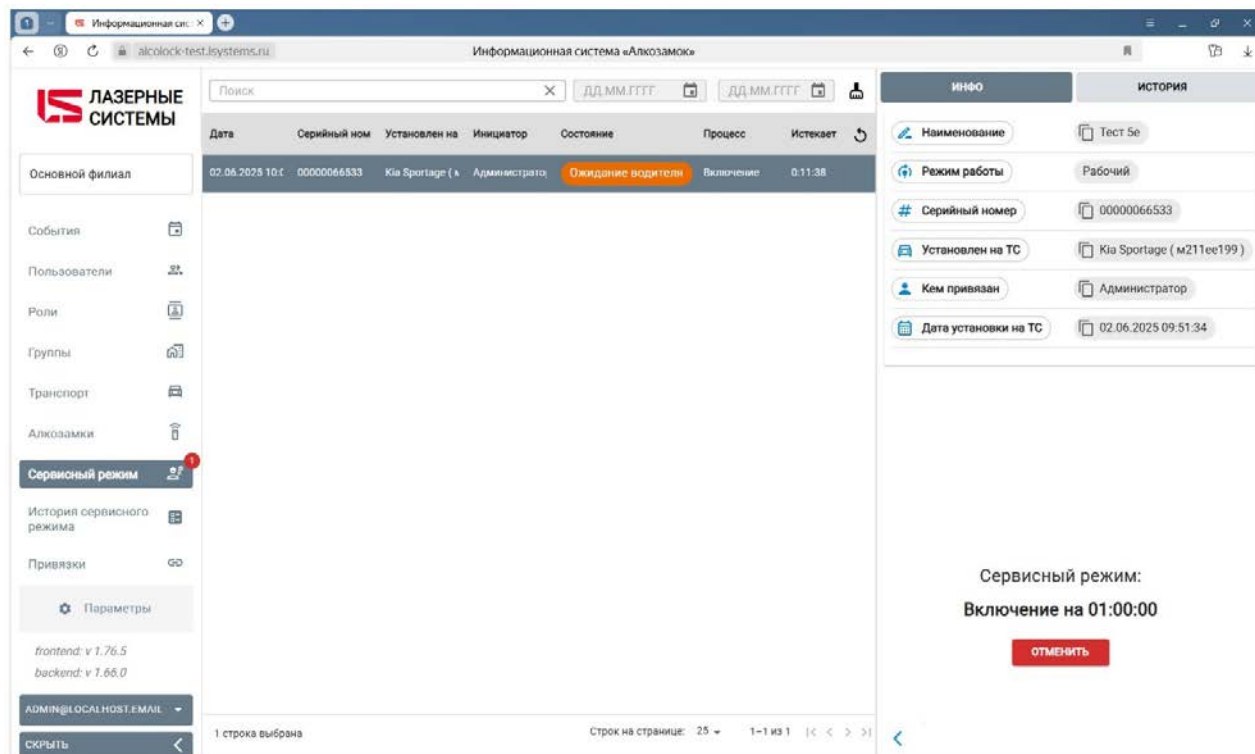 1
Информационная сис
alcolock-test.lsystems.ru
Информационная система «Алкозамок»
ЛАЗЕРНЫЕ
СИСТЕМЫ
Основной филиал
События
Пользователи
Роли
Группы
Транспорт
Алкозамки
Сервисный режим 1
История сервисного
режима
Привязки
Параметры
frontend: v 1.76.5
backend: v 1.66.0
ADMIN@LOCALHOST.EMAIL
СКРЫТЬ
Поиск ДД.ММ.ГГГГ ДД.ММ.ГГГГ
Дата Серийный ном Установлен на Инициатор Состояние Процесс Истекает
02.06.2025 10:0 00000066533 Kia Sportage ( м Администратор Ожидание водителя Включение 0:11:38
1 строка выбрана Строк на странице: 25 1–1 из 1
ИНФО ИСТОРИЯ
Наименование Тест 5е
Режим работы Рабочий
Серийный номер 00000066533
Установлен на ТС Kia Sportage ( м211ее199 )
Кем привязан Администратор
Дата установки на ТС 02.06.2025 09:51:34
Сервисный режим:
Включение на 01:00:00
ОТМЕНИТЬ